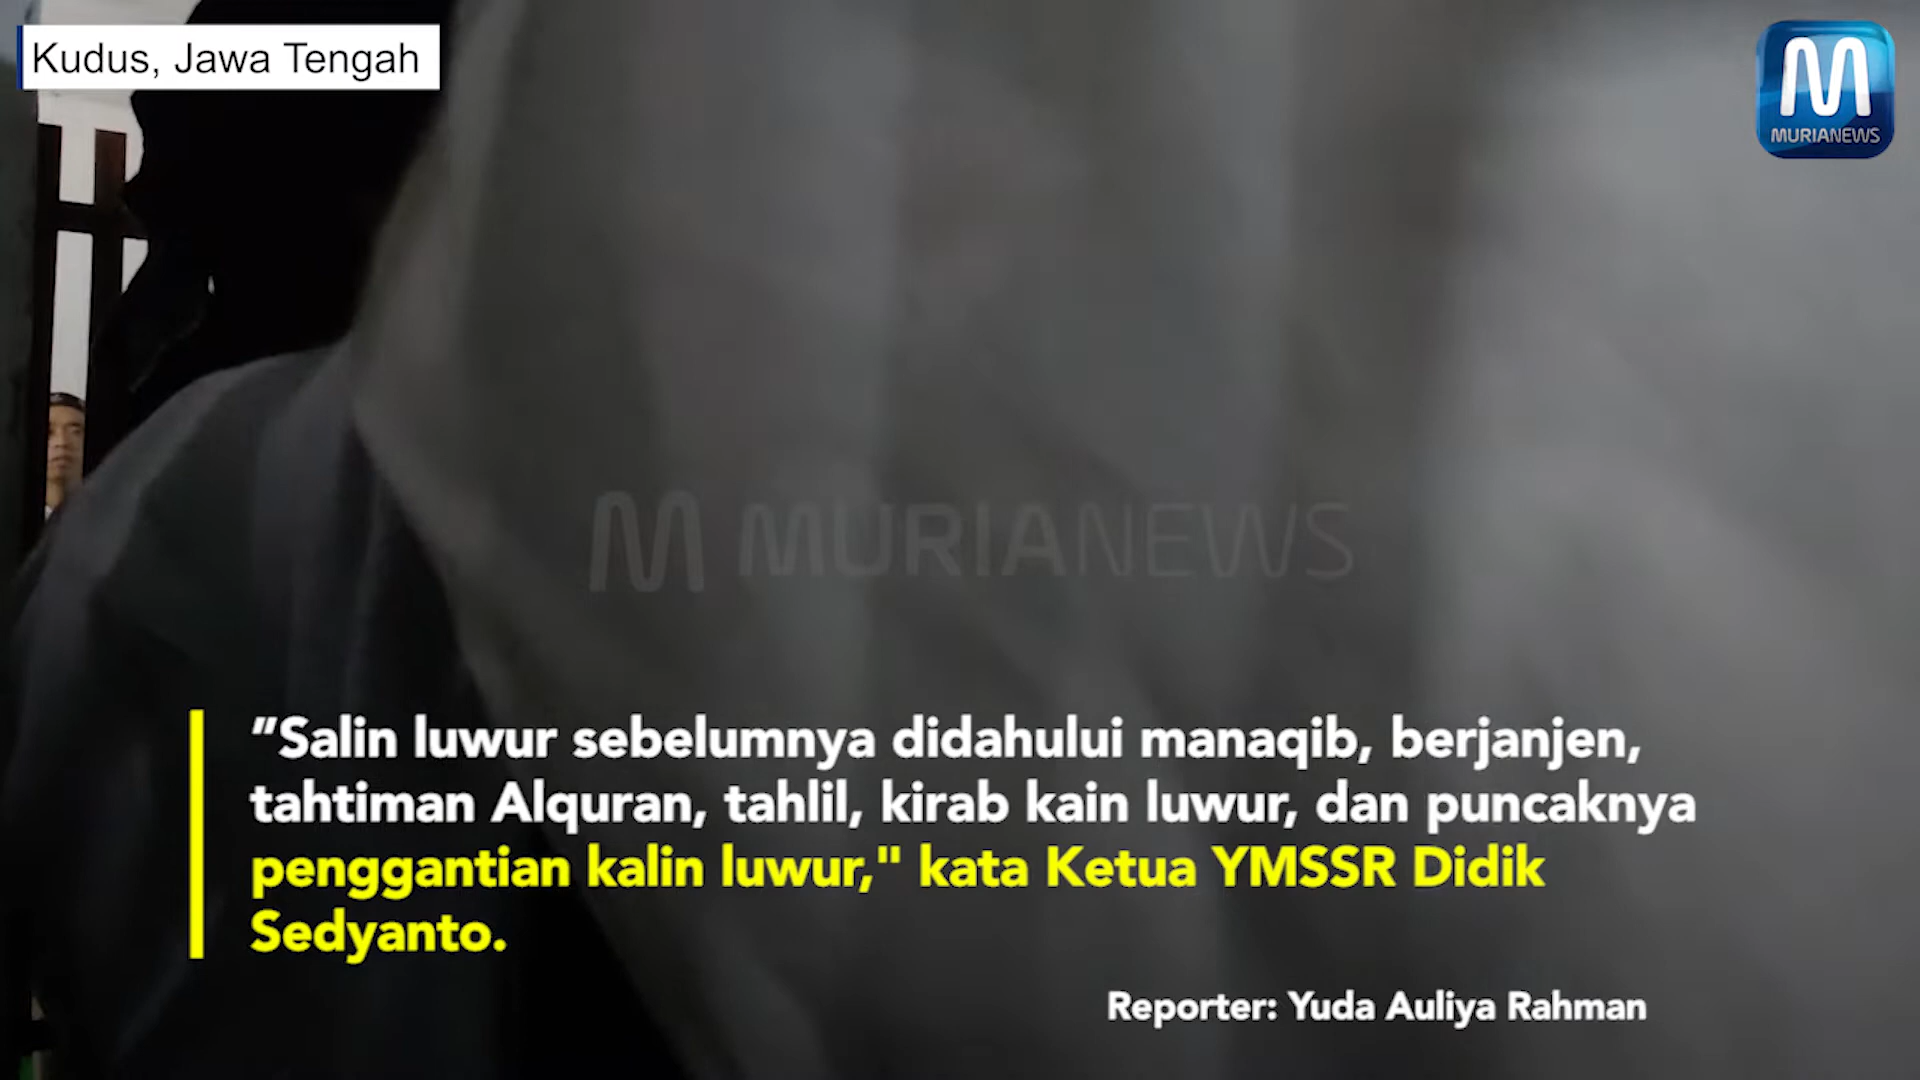 Kudus, Jawa Tengah
M
MURIANEWS
M MURIANEWS
"Salin luwur sebelumnya didahului manaqib, berjanjen,
tahtiman Alquran, tahlil, kirab kain luwur, dan puncaknya
penggantian kalin luwur," kata Ketua YMSSR Didik
Sedyanto.
Reporter: Yuda Auliya Rahman